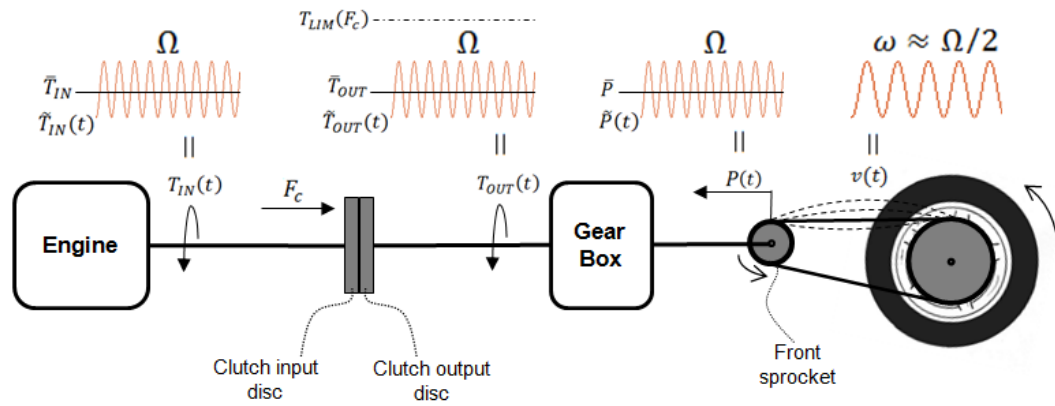 T_LIM(F_c)
Ω Ω Ω ω ≈ Ω/2
T̄_IN T̄_OUT P̄
T̃_IN(t) T̃_OUT(t) P̃(t)
= = = =
T_IN(t) F_c T_OUT(t) P(t) v(t)
Engine
Gear
Box
Clutch input
disc
Clutch output
disc
Front
sprocket